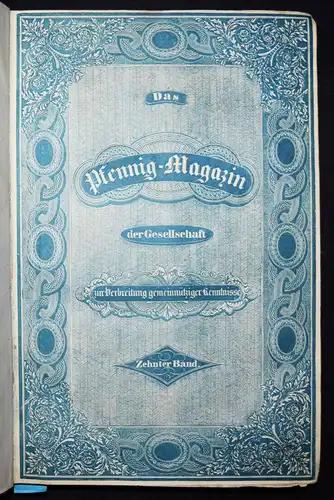 Das
Pfennig-Magazin
der Gesellschaft
zur Verbreitung gemeinnütziger Kenntnisse
Zehnter Band.